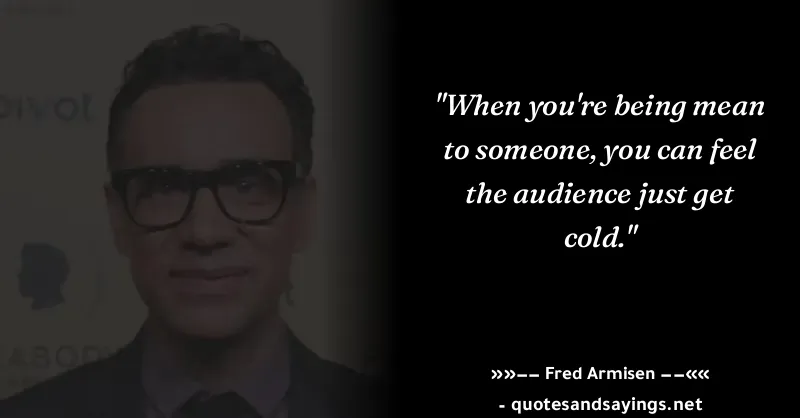 pivot
"When you're being mean
to someone, you can feel
the audience just get
cold."
»»−− Fred Armisen −−««
- quotesandsayings.net